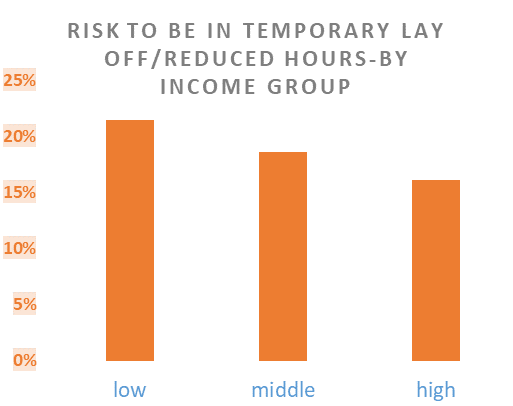 RISK TO BE IN TEMPORARY LAY
OFF/REDUCED HOURS-BY
INCOME GROUP
25%
20%
15%
10%
5%
0%
low middle high